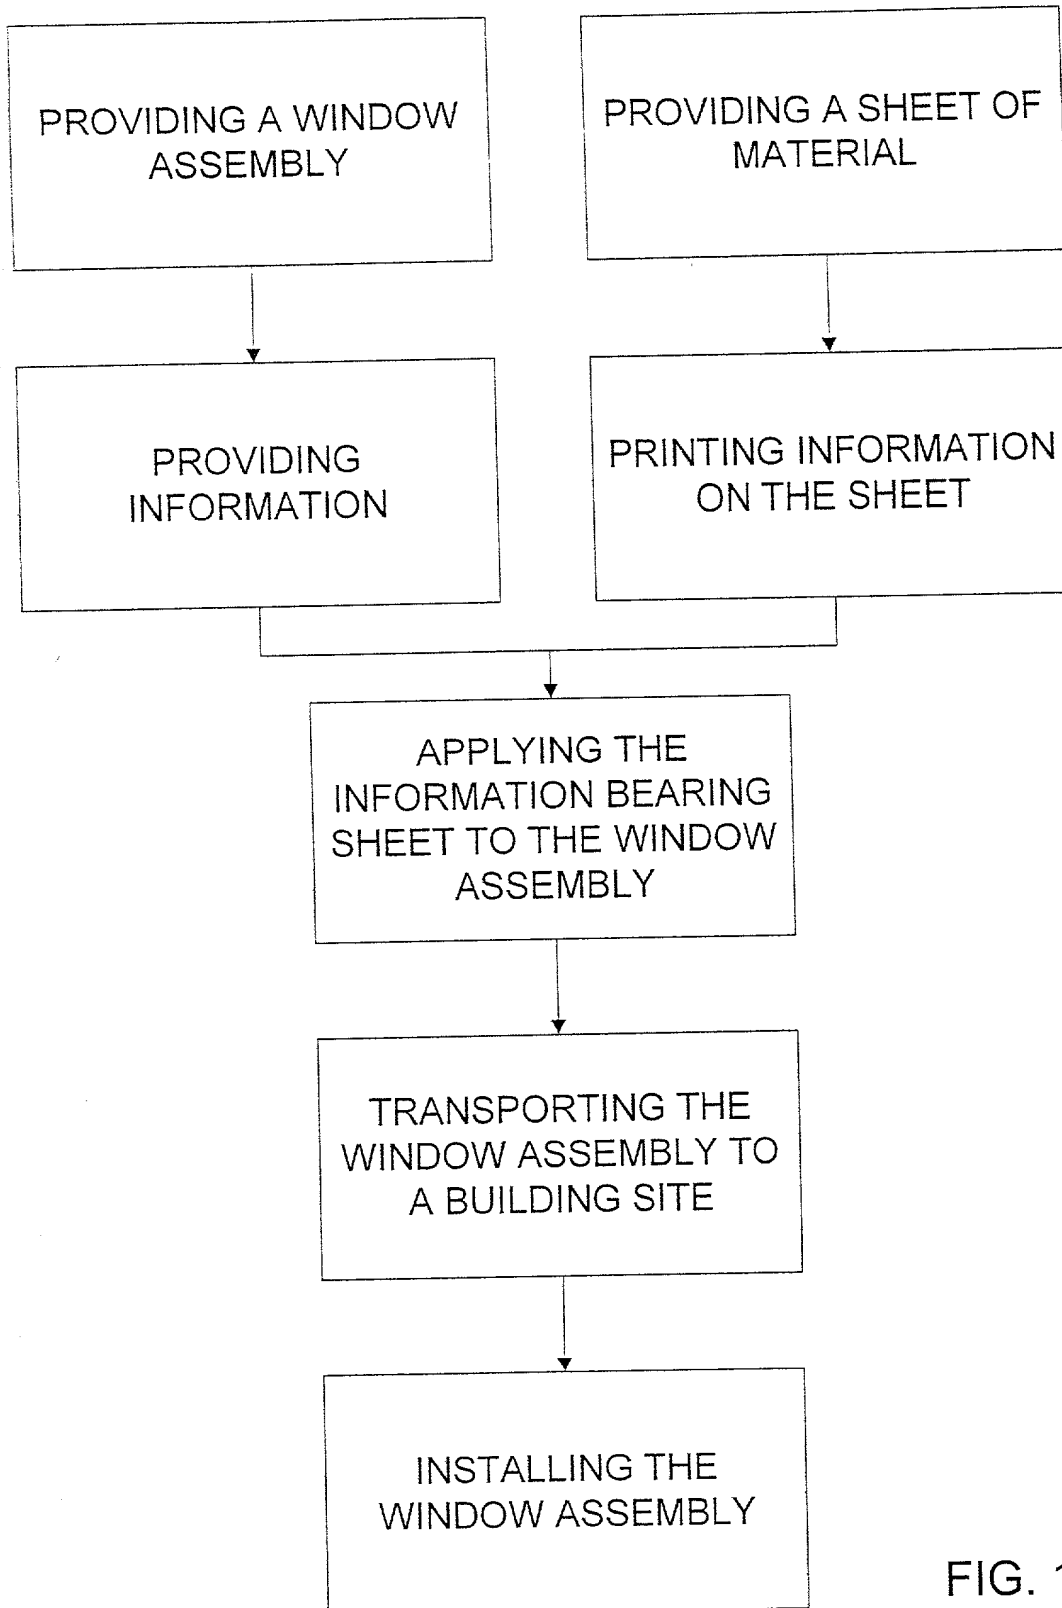 PROVIDING A WINDOW
ASSEMBLY
PROVIDING A SHEET OF
MATERIAL
PROVIDING
INFORMATION
PRINTING INFORMATION
ON THE SHEET
APPLYING THE
INFORMATION BEARING
SHEET TO THE WINDOW
ASSEMBLY
TRANSPORTING THE
WINDOW ASSEMBLY TO
A BUILDING SITE
INSTALLING THE
WINDOW ASSEMBLY
FIG.